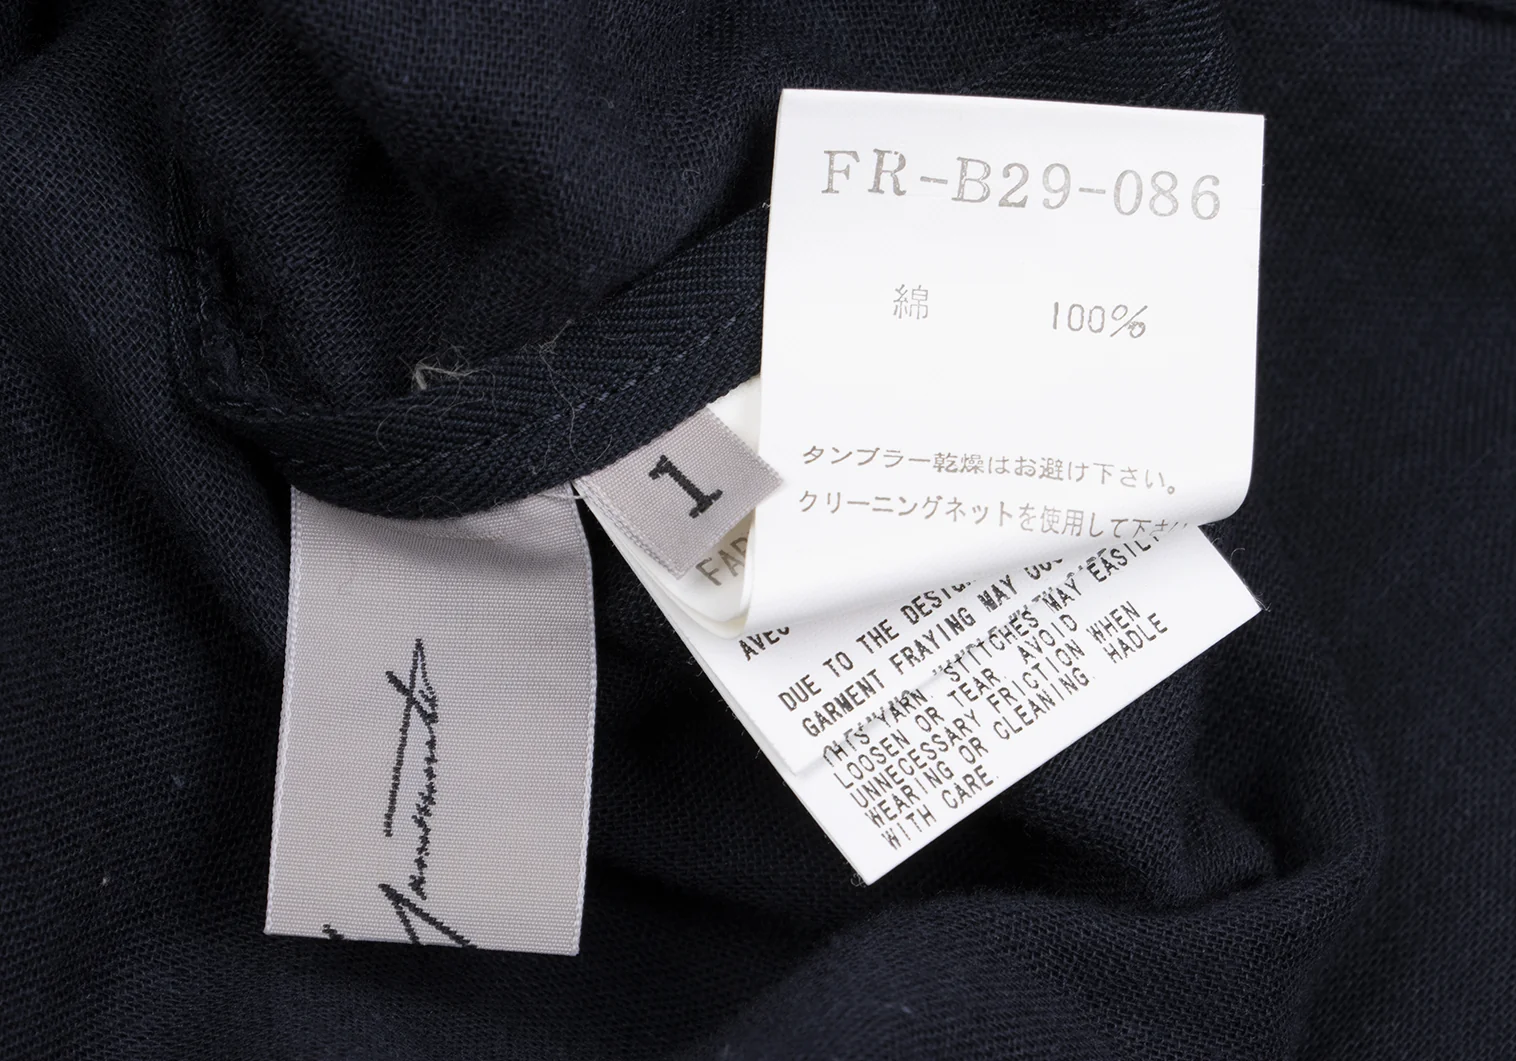 FR-B29-086
綿 100%
タンブラー乾燥はお避け下さい。
クリーニングネットを使用して下さい
1
DUE TO THE
GARMENT FRAYING MAY
THIS YARN STITCHES MAY EASILY
LOOSEN OR TEAR. AVOID
UNNECESSARY FRICTION WHEN
WEARING OR CLEANING. HADLE
WITH CARE.
Yamamoto